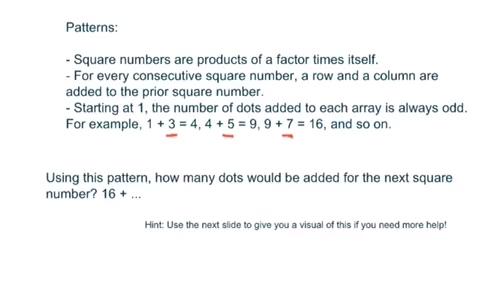 Patterns:
- Square numbers are products of a factor times itself.
- For every consecutive square number, a row and a column are
added to the prior square number.
- Starting at 1, the number of dots added to each array is always odd.
For example, 1 + 3 = 4, 4 + 5 = 9, 9 + 7 = 16, and so on.
Using this pattern, how many dots would be added for the next square
number? 16 + ...
Hint: Use the next slide to give you a visual of this if you need more help!